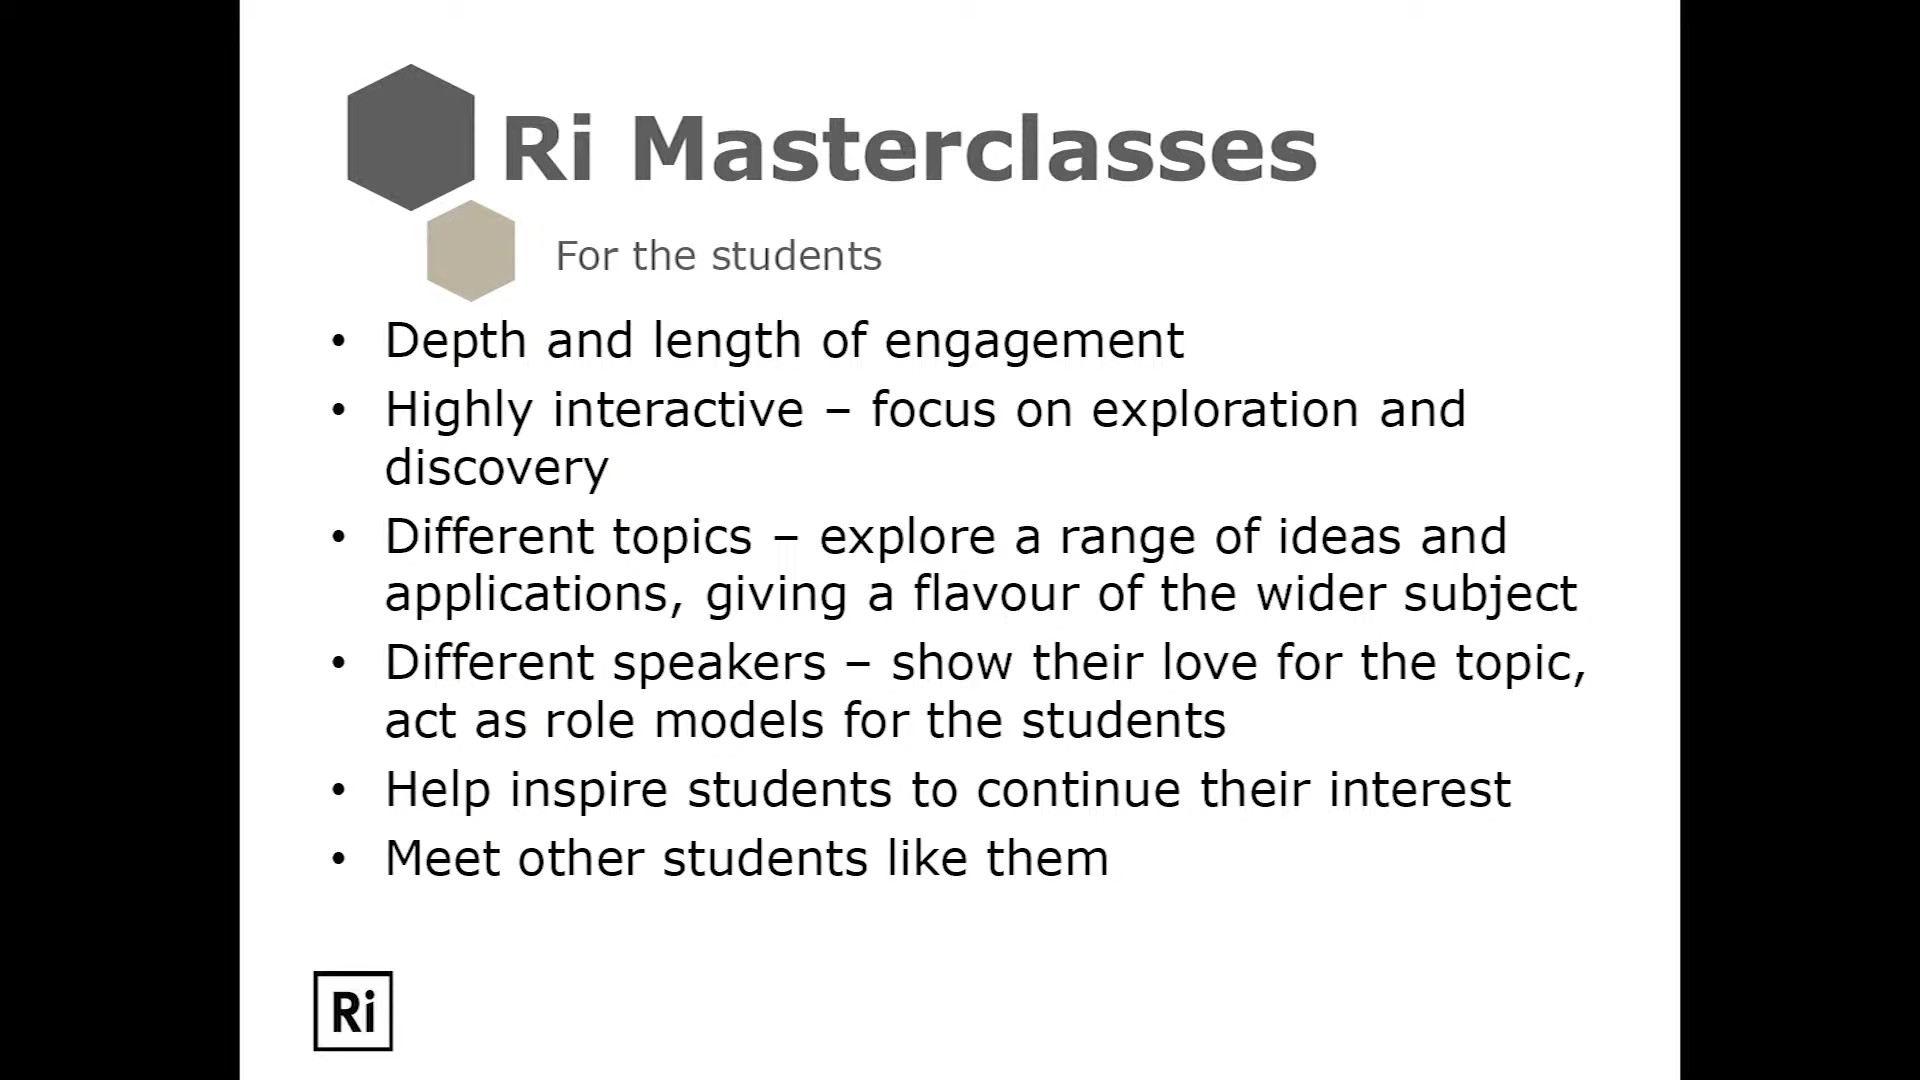 Ri Masterclasses
For the students
• Depth and length of engagement
• Highly interactive – focus on exploration and
discovery
• Different topics – explore a range of ideas and
applications, giving a flavour of the wider subject
• Different speakers – show their love for the topic,
act as role models for the students
• Help inspire students to continue their interest
• Meet other students like them
Ri